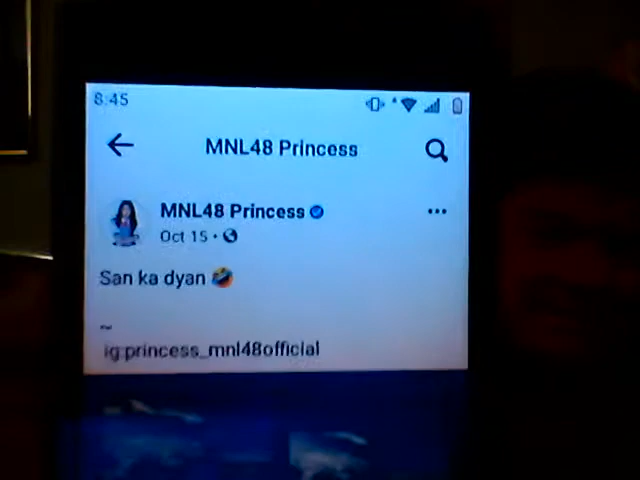 8:45
MNL48 Princess
MNL48 Princess
Oct 15 •
San ka dyan 🤣
~
ig:princess_mnl48official